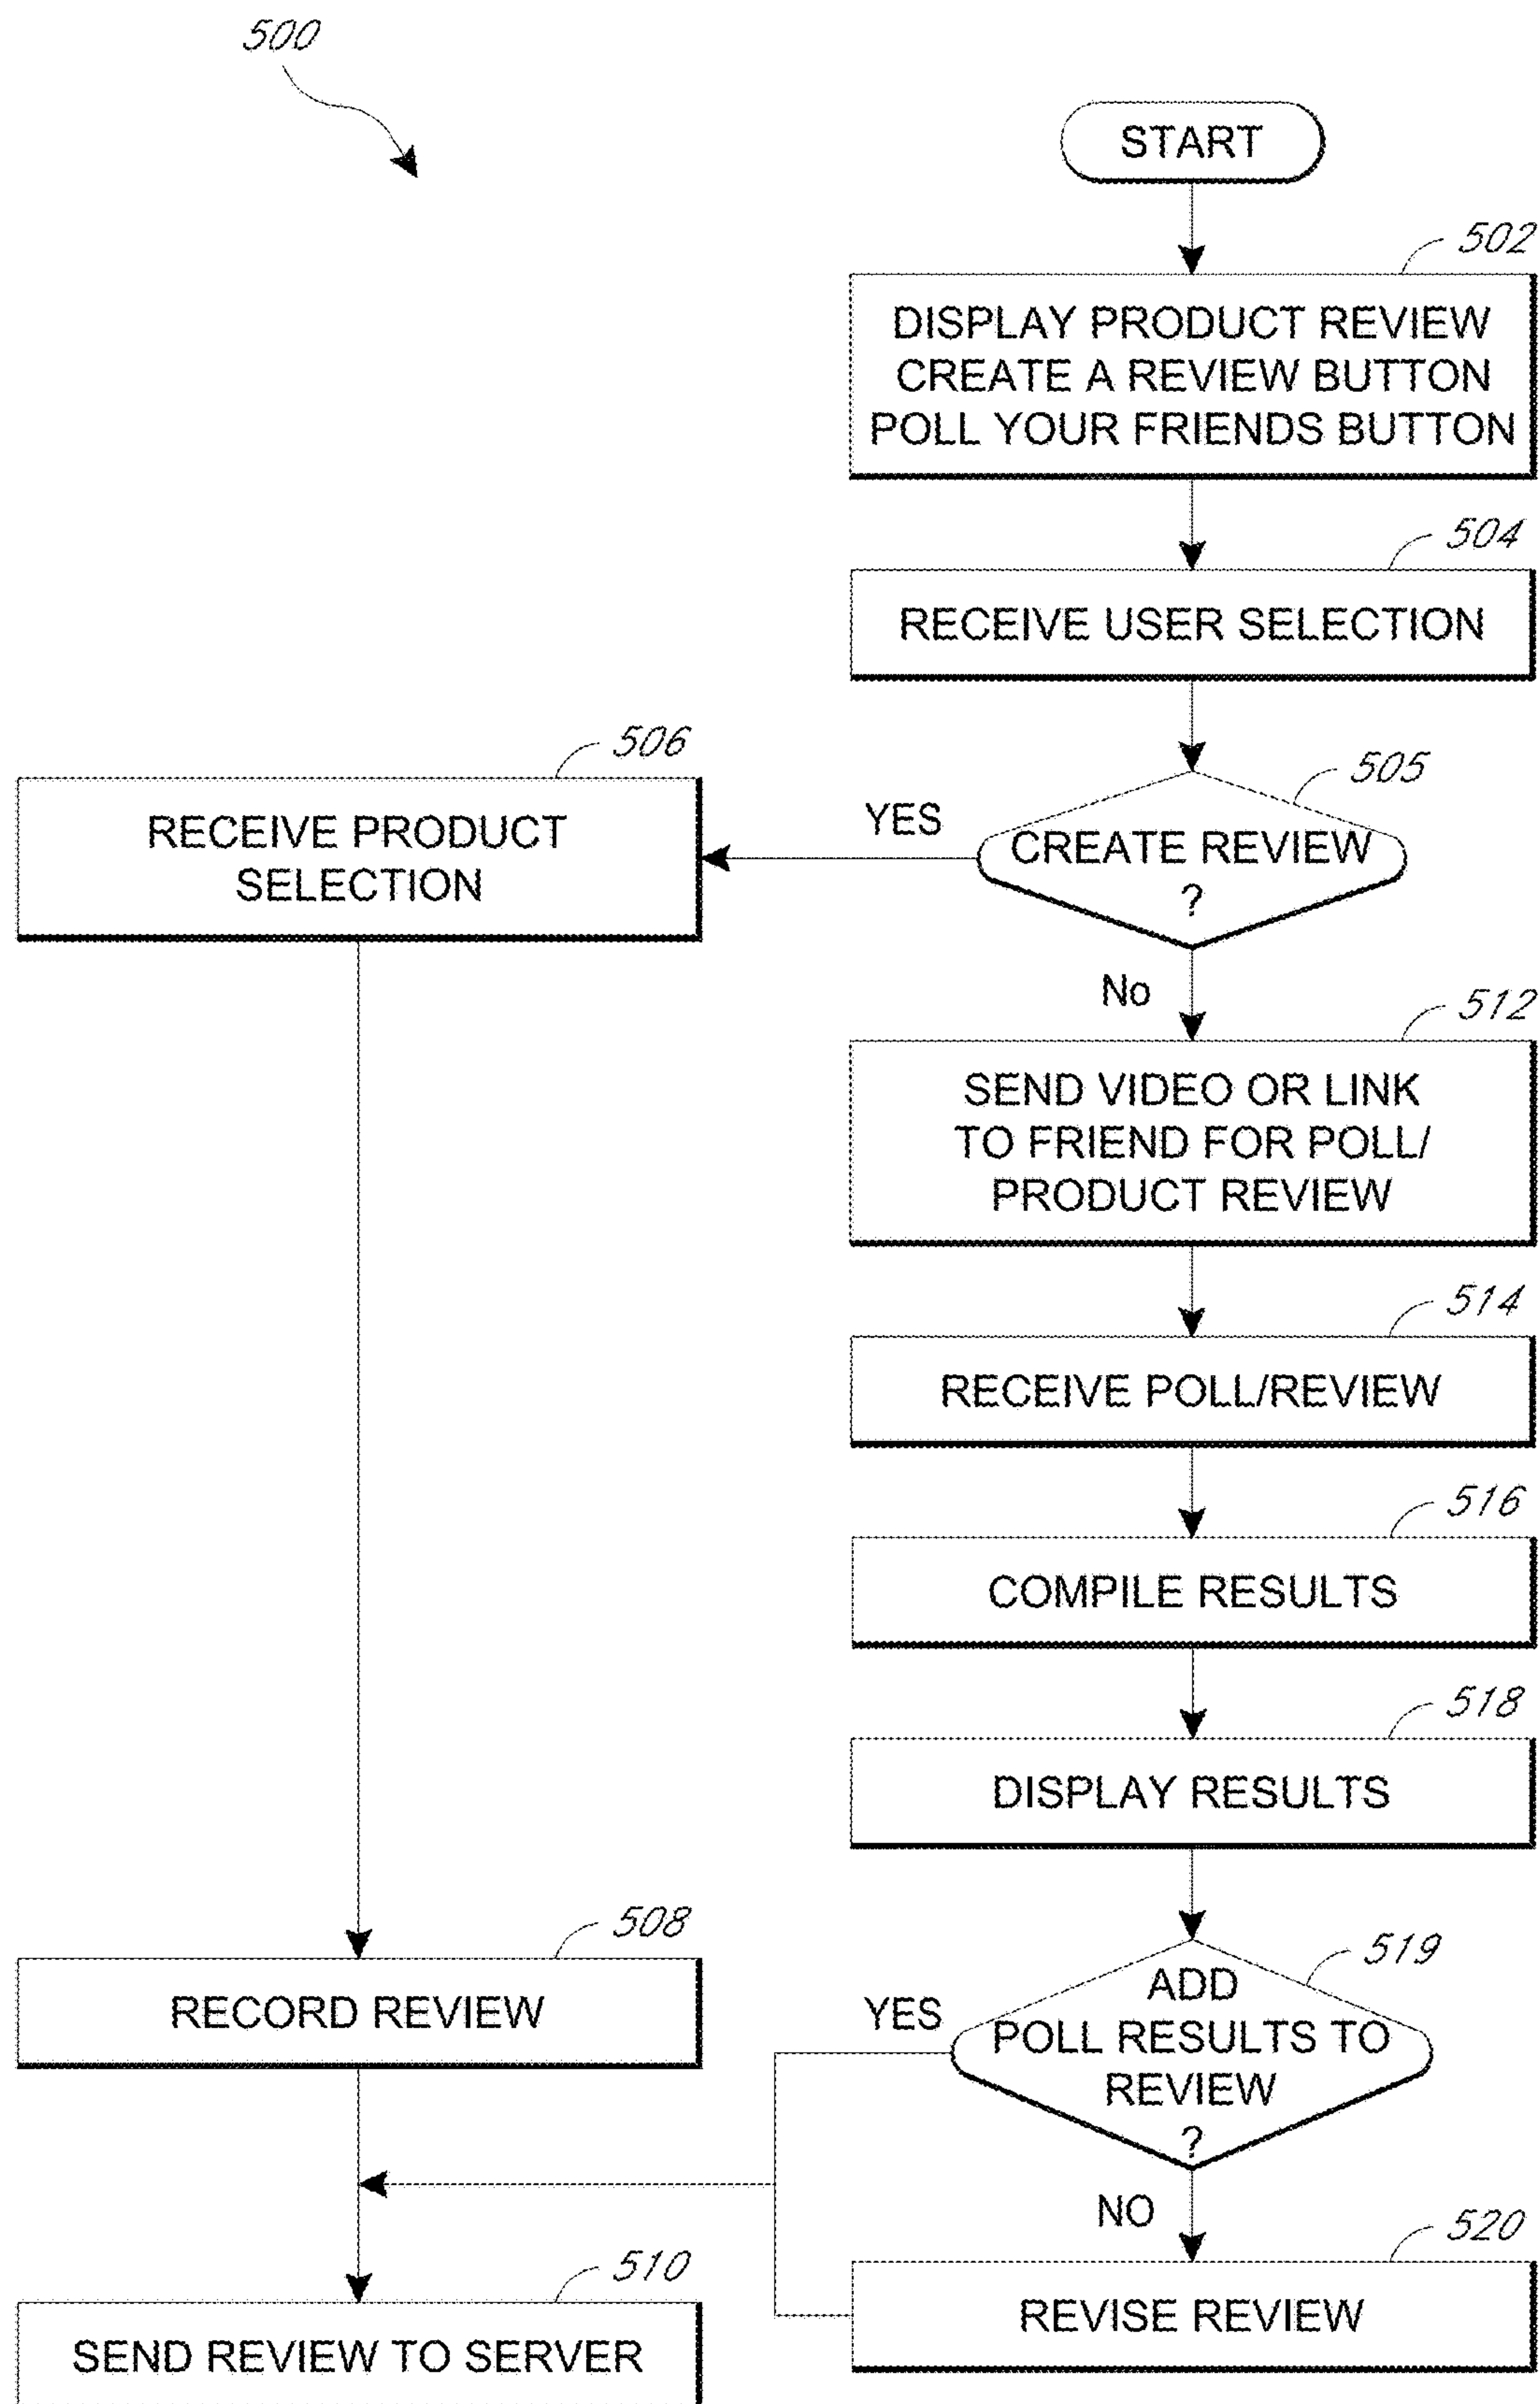 500
START
502
DISPLAY PRODUCT REVIEW
CREATE A REVIEW BUTTON
POLL YOUR FRIENDS BUTTON
504
RECEIVE USER SELECTION
505
CREATE REVIEW
?
YES
506
RECEIVE PRODUCT
SELECTION
No
512
SEND VIDEO OR LINK
TO FRIEND FOR POLL/
PRODUCT REVIEW
514
RECEIVE POLL/REVIEW
516
COMPILE RESULTS
518
DISPLAY RESULTS
508
RECORD REVIEW
519
ADD
POLL RESULTS TO
REVIEW
?
YES
NO
520
REVISE REVIEW
510
SEND REVIEW TO SERVER